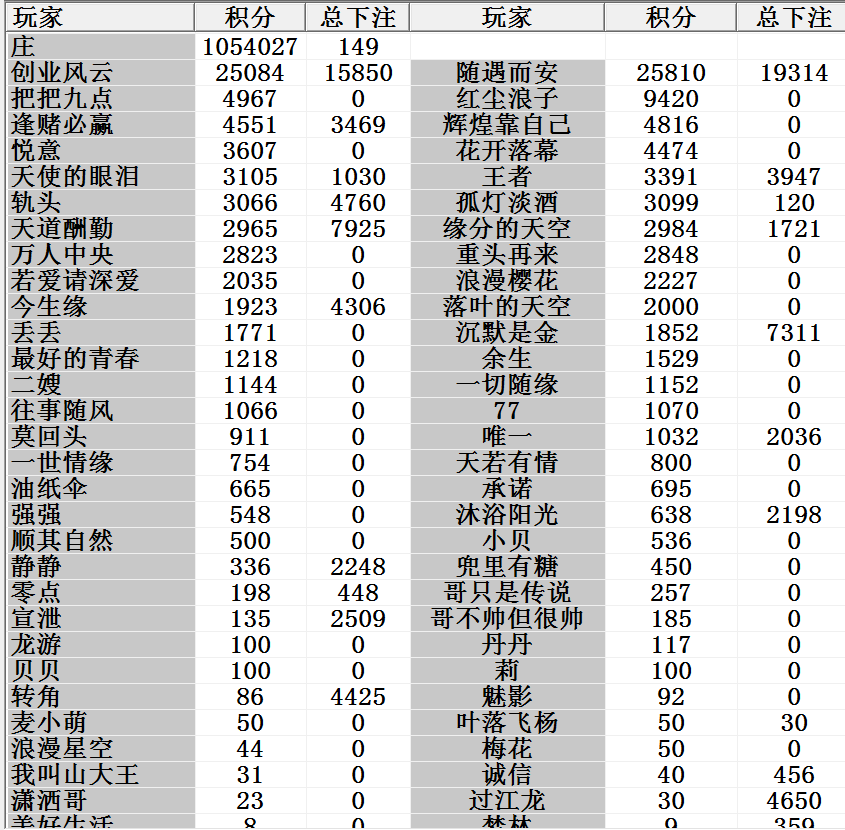 玩家 积分 总下注 玩家 积分 总下注
庄 1054027 149
创业风云 25084 15850 随遇而安 25810 19314
把把九点 4967 0 红尘浪子 9420 0
逢赌必赢 4551 3469 辉煌靠自己 4816 0
悦意 3607 0 花开落幕 4474 0
天使的眼泪 3105 1030 王者 3391 3947
轨头 3066 4760 孤灯淡酒 3099 120
天道酬勤 2965 7925 缘分的天空 2984 1721
万人中央 2823 0 重头再来 2848 0
若爱请深爱 2035 0 浪漫樱花 2227 0
今生缘 1923 4306 落叶的天空 2000 0
丢丢 1771 0 沉默是金 1852 7311
最好的青春 1218 0 余生 1529 0
二嫂 1144 0 一切随缘 1152 0
往事随风 1066 0 77 1070 0
莫回头 911 0 唯一 1032 2036
一世情缘 754 0 天若有情 800 0
油纸伞 665 0 承诺 695 0
强强 548 0 沐浴阳光 638 2198
顺其自然 500 0 小贝 536 0
静静 336 2248 兜里有糖 450 0
零点 198 448 哥只是传说 257 0
宣泄 135 2509 哥不帅但很帅 185 0
龙游 100 0 丹丹 117 0
贝贝 100 0 莉 100 0
转角 86 4425 魅影 92 0
麦小萌 50 0 叶落飞杨 50 30
浪漫星空 44 0 梅花 50 0
我叫山大王 31 0 诚信 40 456
潇洒哥 23 0 过江龙 30 4650
美好生活 8 0 梦林 9 359